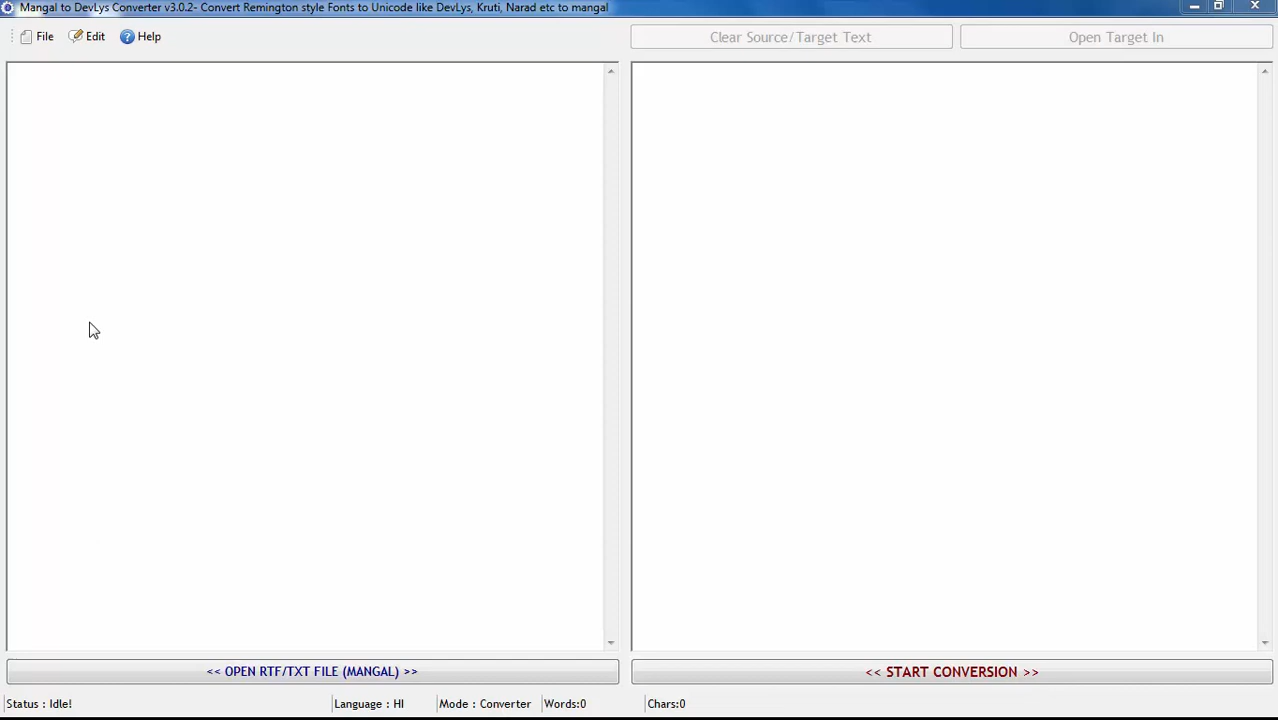 Mangal to DevLys Converter v3.0.2- Convert Remington style Fonts to Unicode like DevLys, Kruti, Narad etc to mangal
File Edit Help Clear Source/Target Text Open Target In
<< OPEN RTF/TXT FILE (MANGAL) >> << START CONVERSION >>
Status : Idle! Language : HI Mode : Converter Words:0 Chars:0